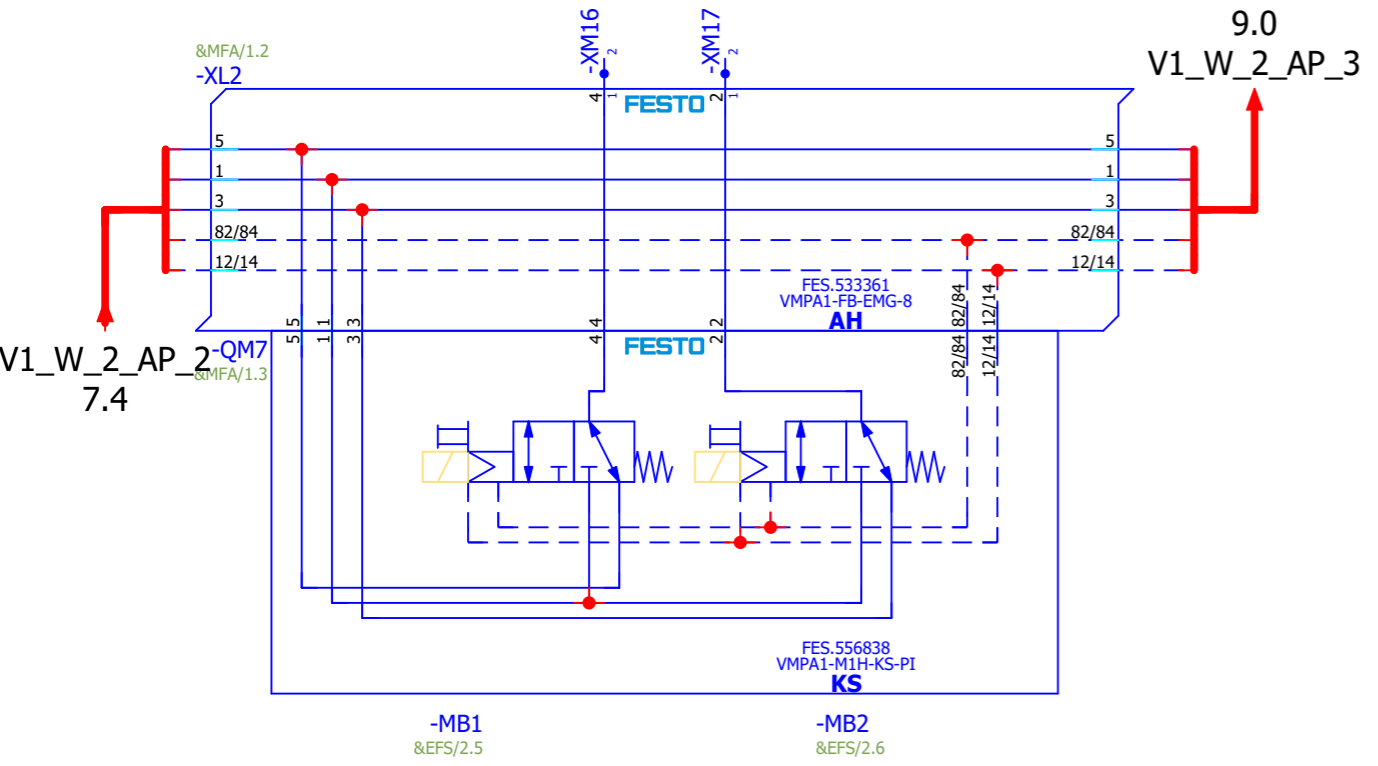 9.0
V1_W_2_AP_3
-XM16
2
-XM17
2
&MFA/1.2
-XL2
4
1
FESTO
2
1
5
5
1
1
3
3
82/84
82/84
12/14
12/14
FES.533361
VMPA1-FB-EMG-8
AH
5
1
3
4
2
82/84
12/14
5
1
3
4
2
82/84
12/14
FESTO
-QM7
&MFA/1.3
V1_W_2_AP_2
7.4
FES.556838
VMPA1-M1H-KS-PI
KS
-MB1
&EFS/2.5
-MB2
&EFS/2.6